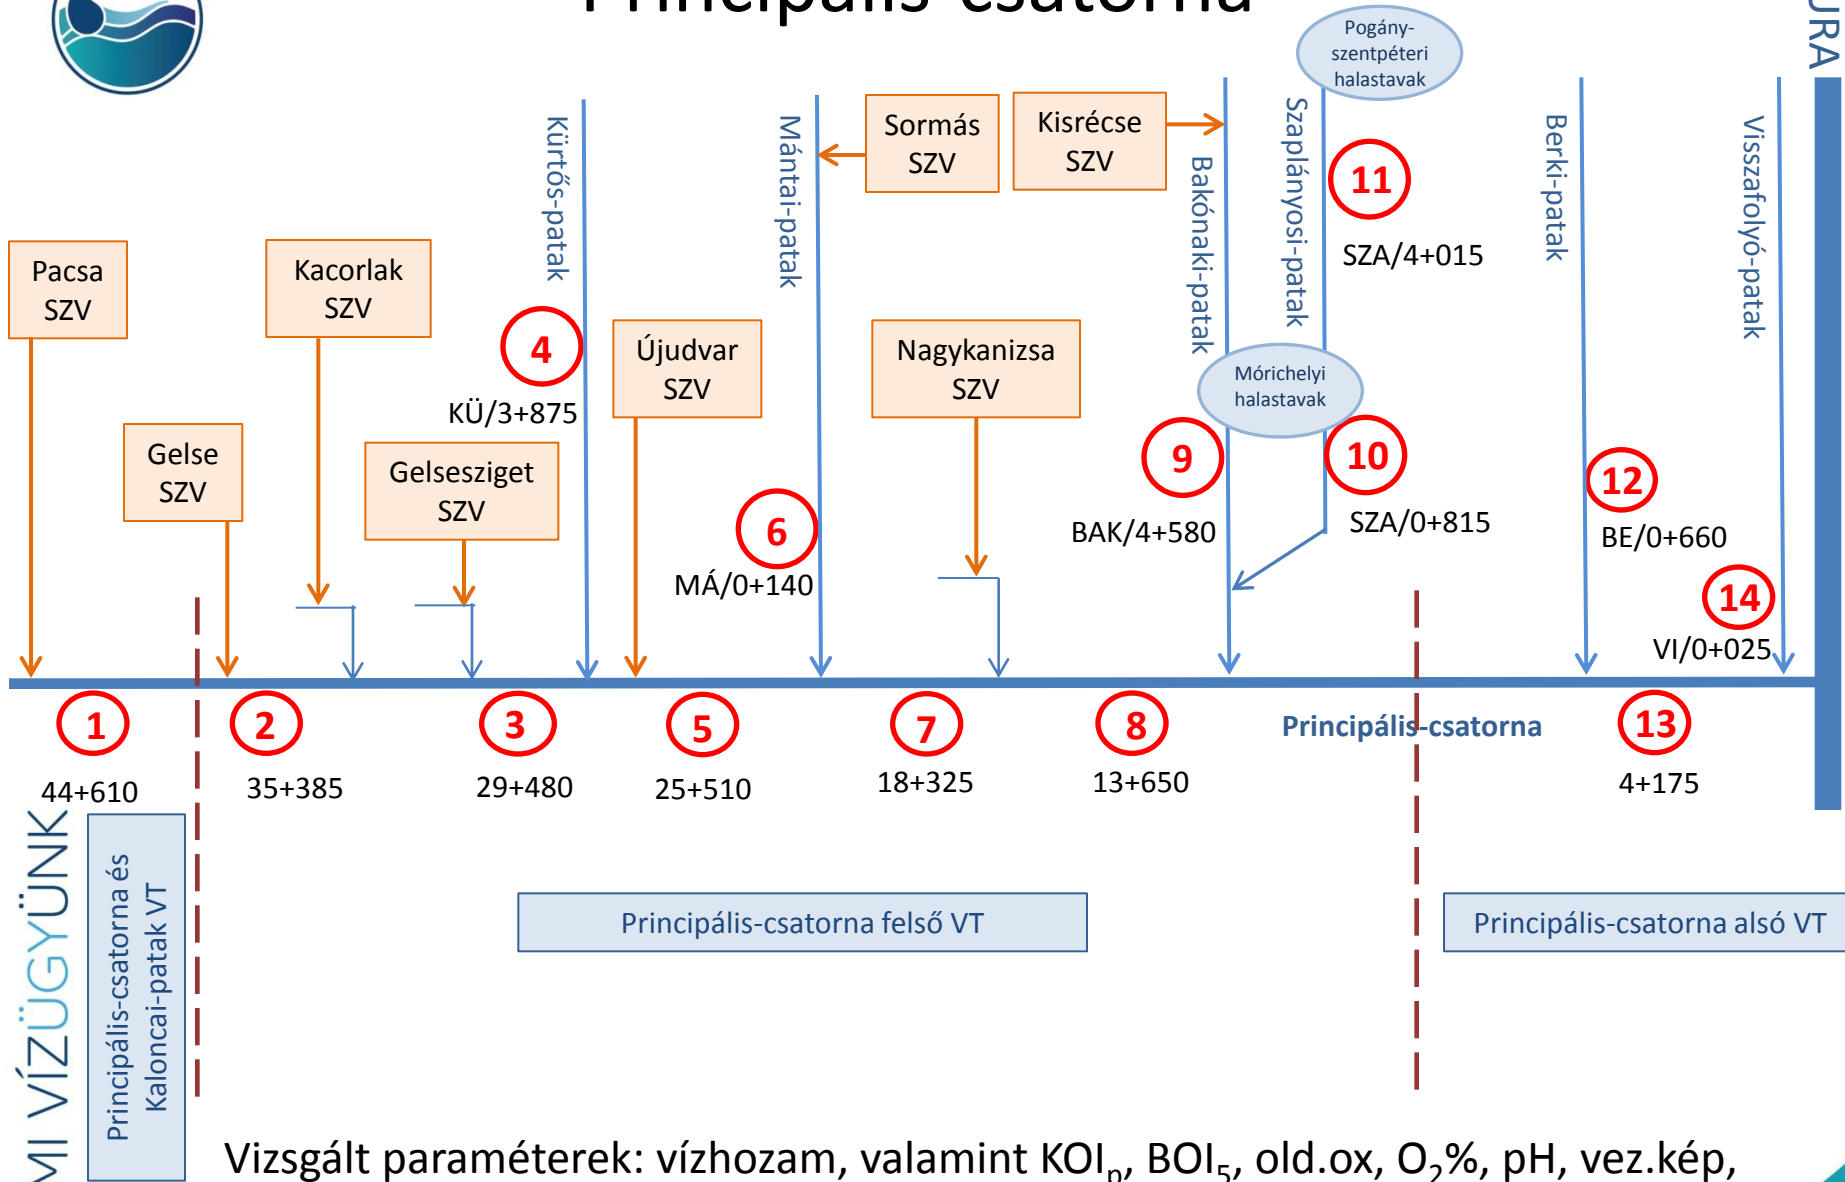 Principális-csatorna
URA
Pogány-
szentpéteri
halastavak
Kürtős-patak
Mántai-patak
Sormás
SZV
Kisrécse
SZV
Bakónaki-patak
Szaplányosi-patak
11
SZA/4+015
Berki-patak
Visszafolyó-patak
Pacsa
SZV
Kacorlak
SZV
4
KÜ/3+875
Újudvar
SZV
Nagykanizsa
SZV
Mórichelyi
halastavak
Gelse
SZV
Gelsesziget
SZV
6
MÁ/0+140
9
BAK/4+580
10
SZA/0+815
12
BE/0+660
14
VI/0+025
1
2
3
5
7
8
Principális-csatorna
13
44+610
35+385
29+480
25+510
18+325
13+650
4+175
MI VÍZÜGYÜNK
Principális-csatorna és
Kaloncai-patak VT
Principális-csatorna felső VT
Principális-csatorna alsó VT
Vizsgált paraméterek: vízhozam, valamint KOIp, BOI5, old.ox, O2%, pH, vez.kép,